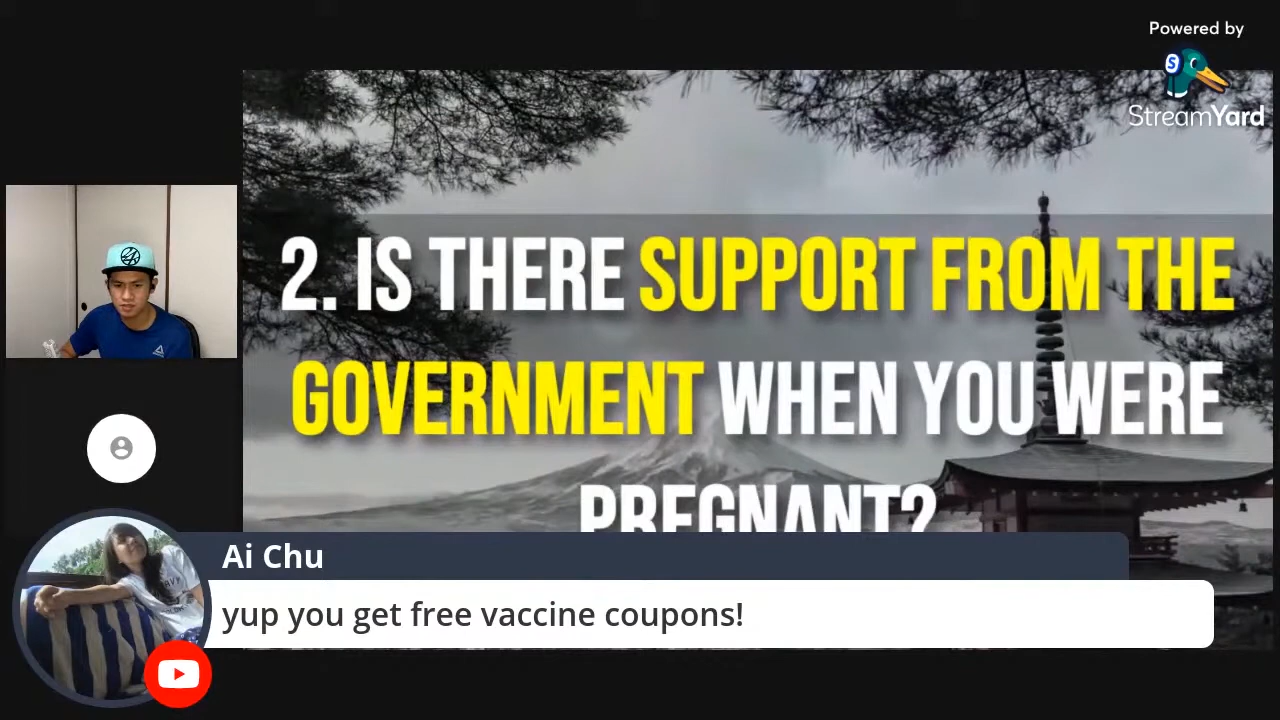 Powered by
StreamYard
2. IS THERE SUPPORT FROM THE
GOVERNMENT WHEN YOU WERE
PREGNANT?
Ai Chu
yup you get free vaccine coupons!